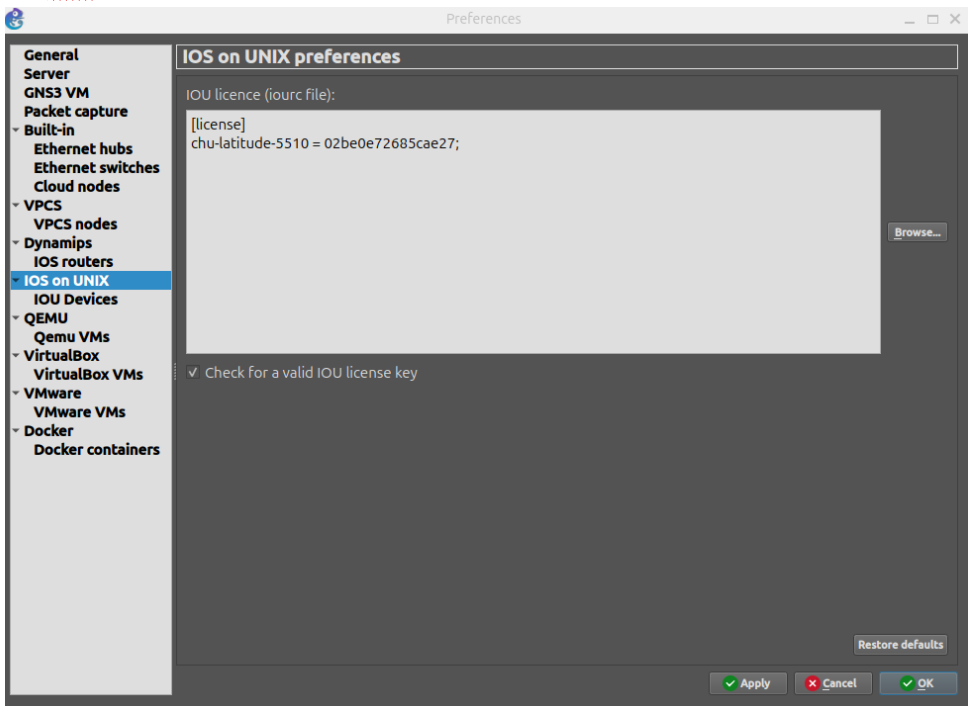 Preferences
General
Server
GNS3 VM
Packet capture
Built-in
Ethernet hubs
Ethernet switches
Cloud nodes
VPCS
VPCS nodes
Dynamips
IOS routers
IOS on UNIX
IOU Devices
QEMU
Qemu VMs
VirtualBox
VirtualBox VMs
VMware
VMware VMs
Docker
Docker containers
IOS on UNIX preferences
IOU licence (iourc file):
[license]
chu-latitude-5510 = 02be0e72685cae27;
Browse...
Check for a valid IOU license key
Restore defaults
Apply
Cancel
OK